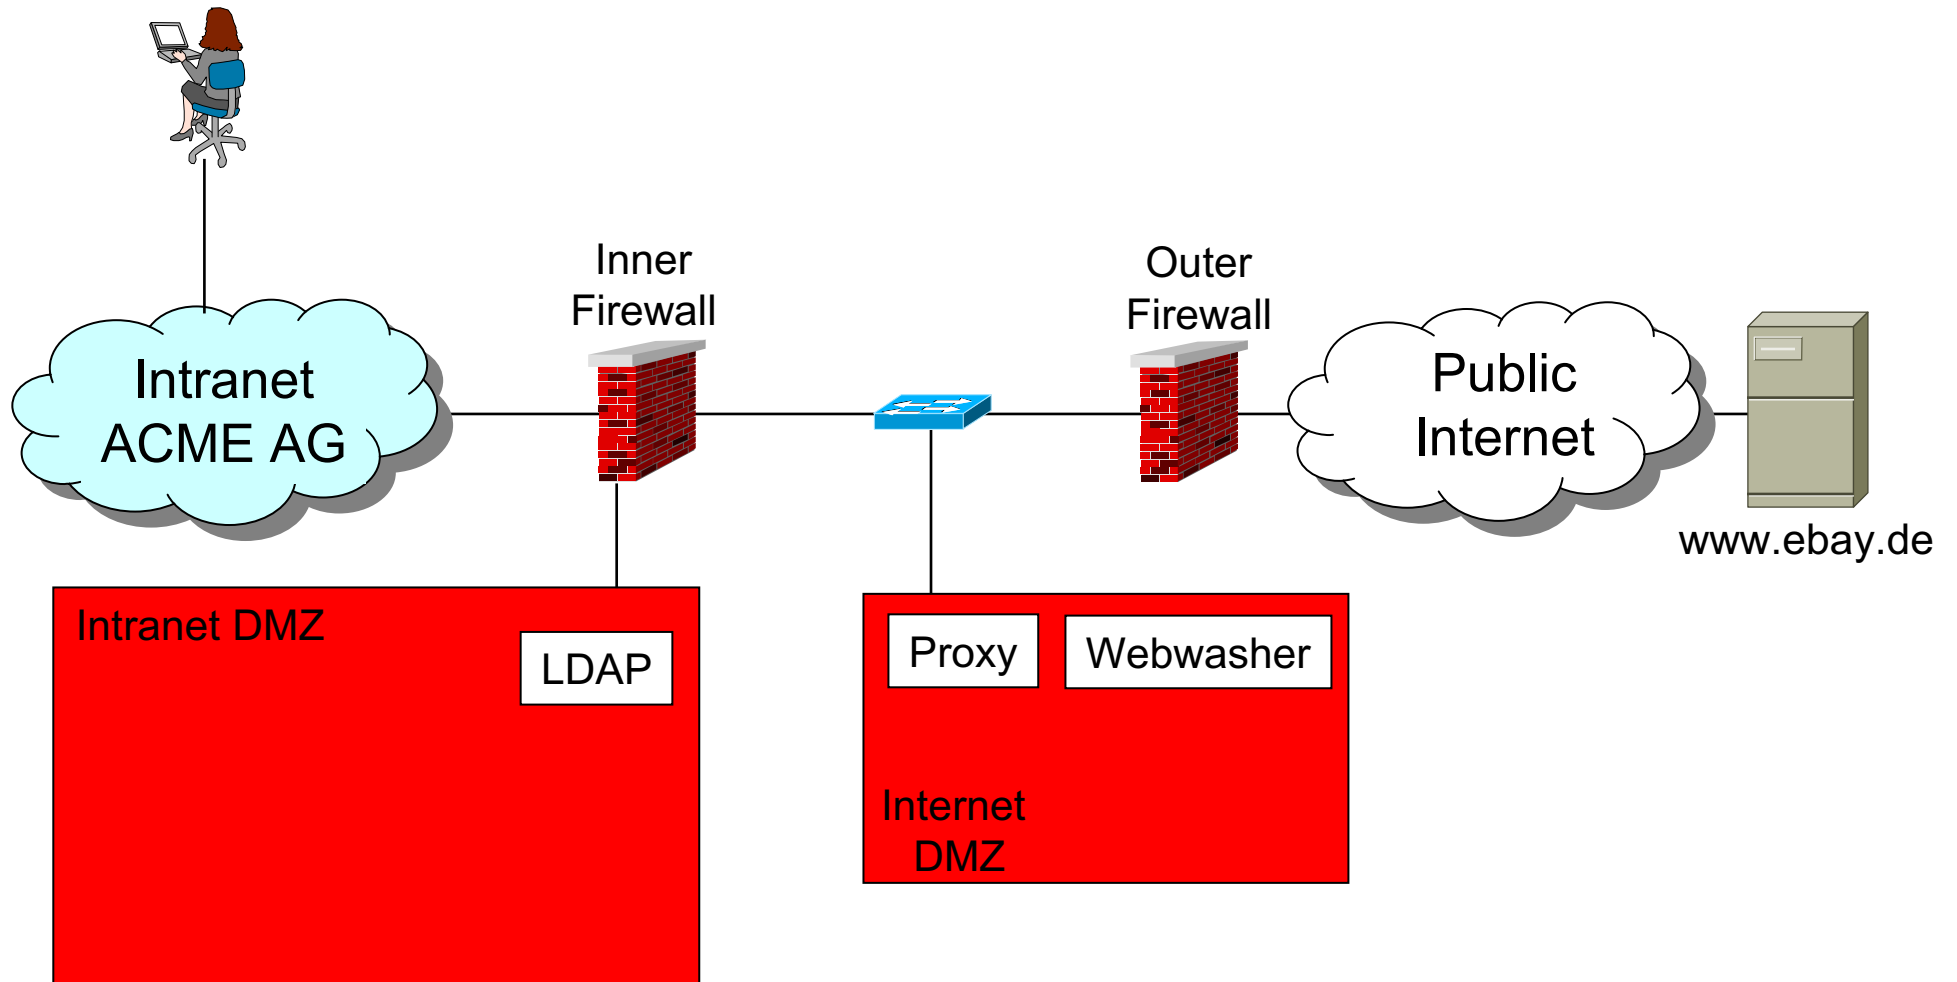 Inner
Firewall
Outer
Firewall
Intranet
ACME AG
Public
Internet
www.ebay.de
Intranet DMZ
LDAP
Proxy
Webwasher
Internet
DMZ